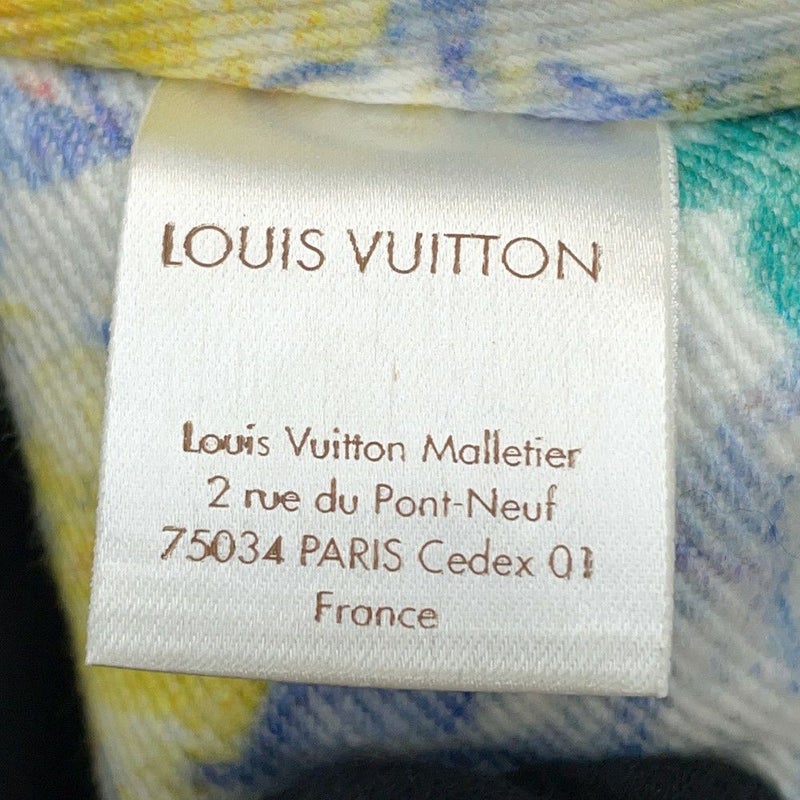 LOUIS VUITTON
Louis Vuitton Malletier
2 rue du Pont-Neuf
75034 PARIS Cedex 01
France